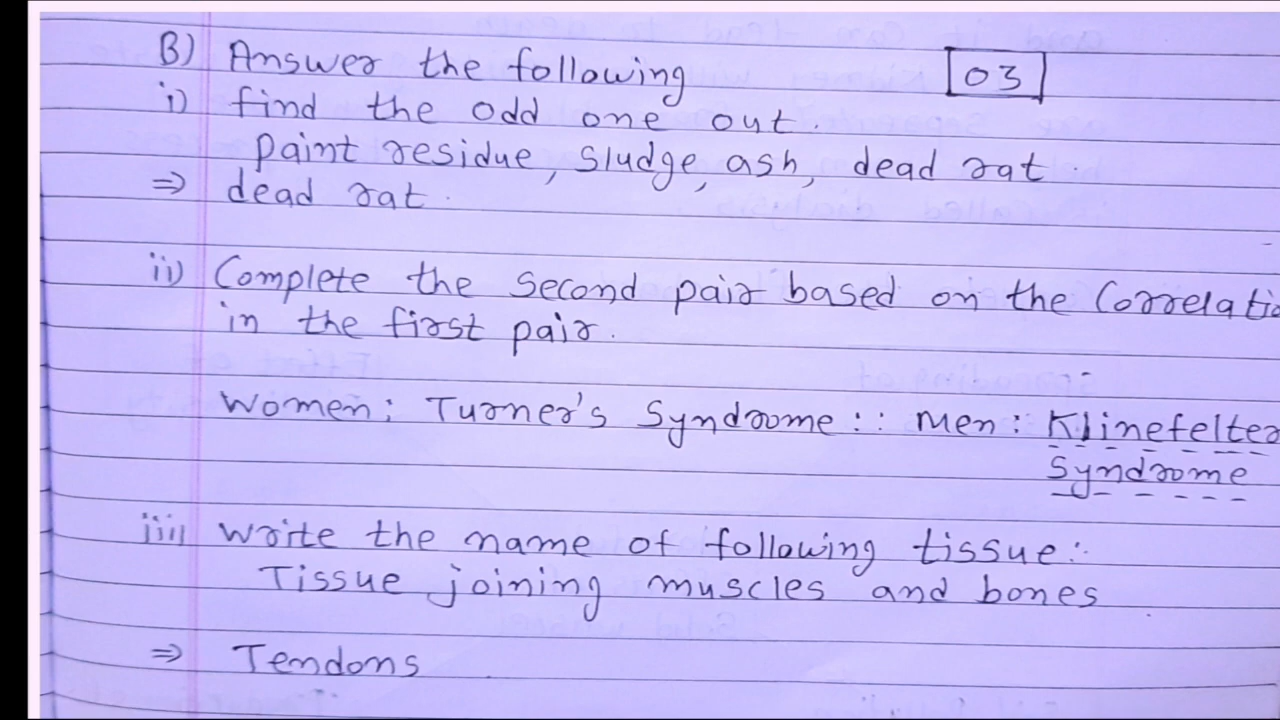 B) Answer the following [03]
i) find the odd one out.
Paint residue, Sludge, ash, dead rat.
⇒ dead rat.
ii) Complete the second pair based on the Correlatio
in the first pair.
Women: Turner's Syndrome:: Men: Klinefelter
Syndrome
iii) Write the name of following tissue:-
Tissue joining muscles and bones.
⇒ Tendons